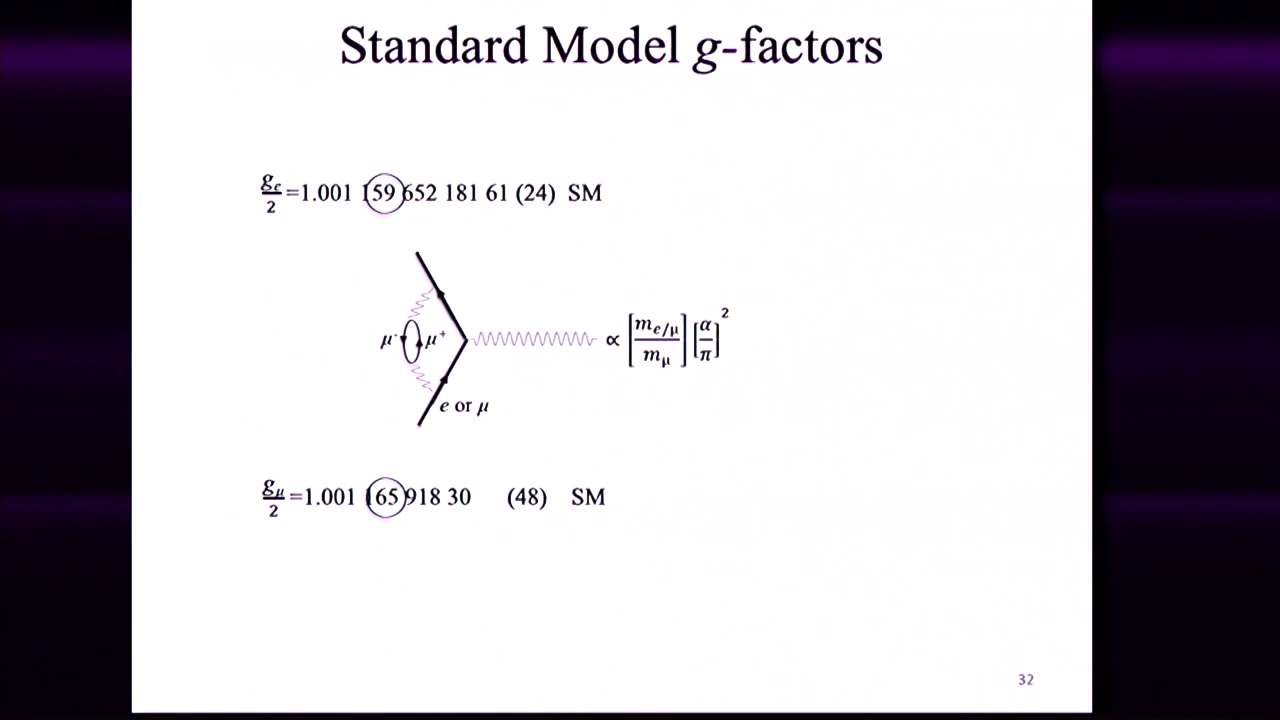 Standard Model g-factors
gₑ/2 =1.001 159 652 181 61 (24) SM
μ⁻ μ⁺ ∝ [mₑ/μ / mμ] [α/π]²
e or μ
gμ/2 =1.001 165 918 30 (48) SM
32